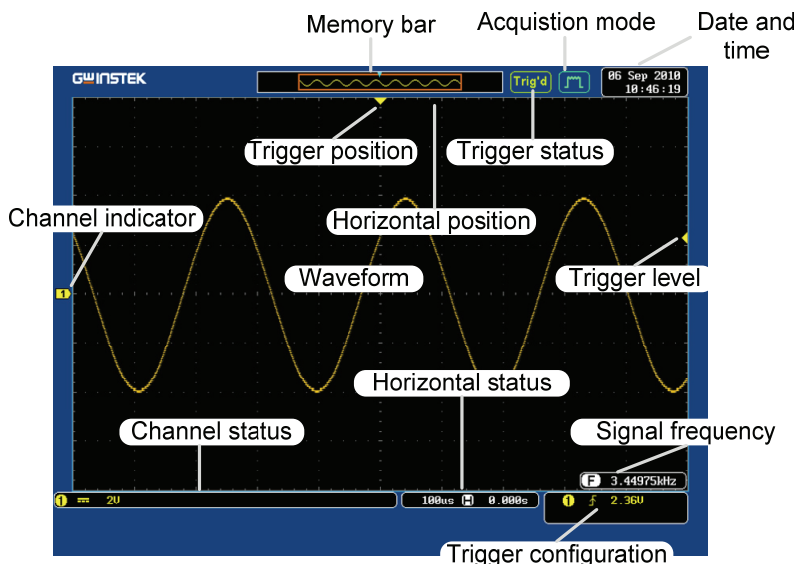 Memory bar
Acquistion mode
Date and
time
GWINSTEK
Trig'd
06 Sep 2010
10:46:19
Trigger position
Trigger status
Channel indicator
Horizontal position
Waveform
Trigger level
1
Horizontal status
Channel status
Signal frequency
F 3.44975kHz
1 2V
100us H 0.000s
1 2.36V
Trigger configuration